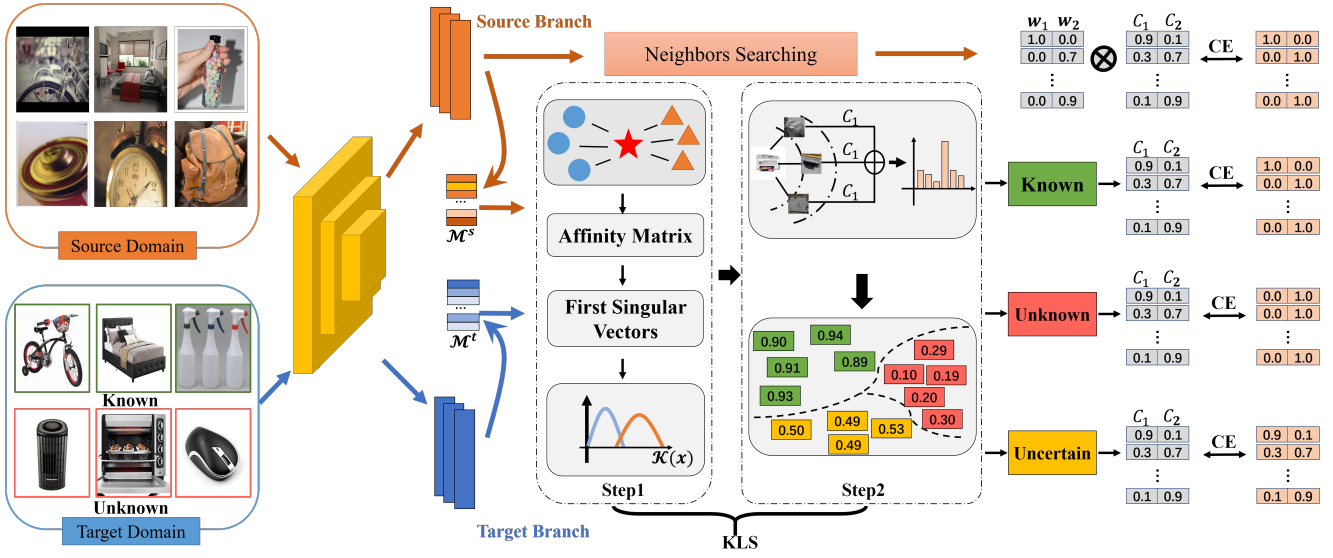 Source Domain
Known
Unknown
Target Domain
Source Branch
ℳˢ
ℳᵗ
Target Branch
Neighbors Searching
Affinity Matrix
First Singular
Vectors
𝒦(x)
Step1
C₁
C₁
C₁
0.90
0.94
0.91
0.89
0.93
0.29
0.10
0.19
0.20
0.30
0.50
0.49
0.53
0.49
Step2
KLS
w₁ w₂ C₁ C₂
1.0 0.0 0.9 0.1 CE 1.0 0.0
0.0 0.7 0.3 0.7 0.0 1.0
⋮ ⋮ ⋮
0.0 0.9 0.1 0.9 0.0 1.0
Known
C₁ C₂
0.9 0.1 CE 1.0 0.0
0.3 0.7 0.0 1.0
⋮ ⋮
0.1 0.9 0.0 1.0
Unknown
C₁ C₂
0.9 0.1 CE 0.0 1.0
0.3 0.7 0.0 1.0
⋮ ⋮
0.1 0.9 0.0 1.0
Uncertain
C₁ C₂
0.9 0.1 CE 0.9 0.1
0.3 0.7 0.3 0.7
⋮ ⋮
0.1 0.9 0.1 0.9